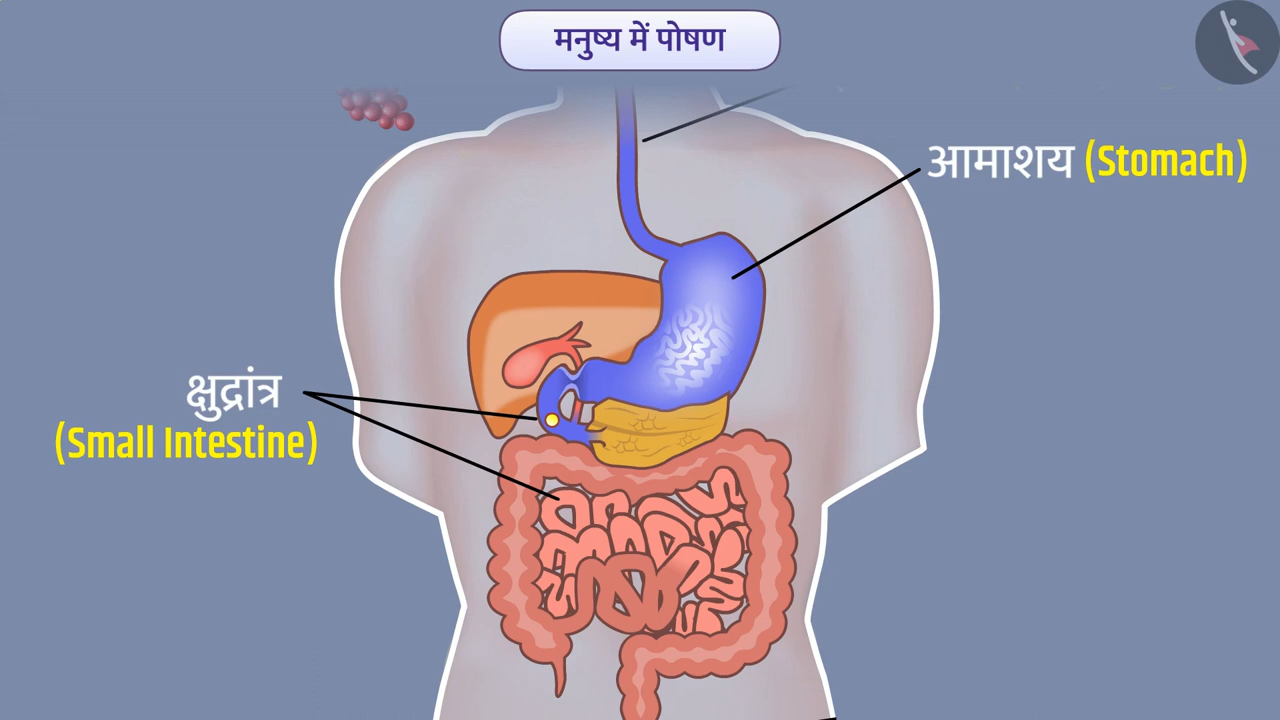 मनुष्य में पोषण
आमाशय (Stomach)
क्षुद्रांत्र
(Small Intestine)